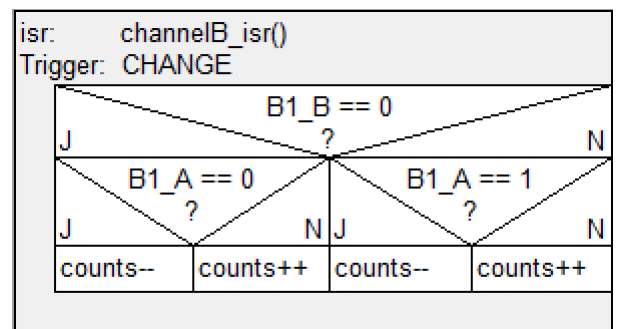 isr: channelB_isr()
Trigger: CHANGE
B1_B == 0
?
J N
B1_A == 0 B1_A == 1
? ?
J N J N
counts-- counts++ counts-- counts++